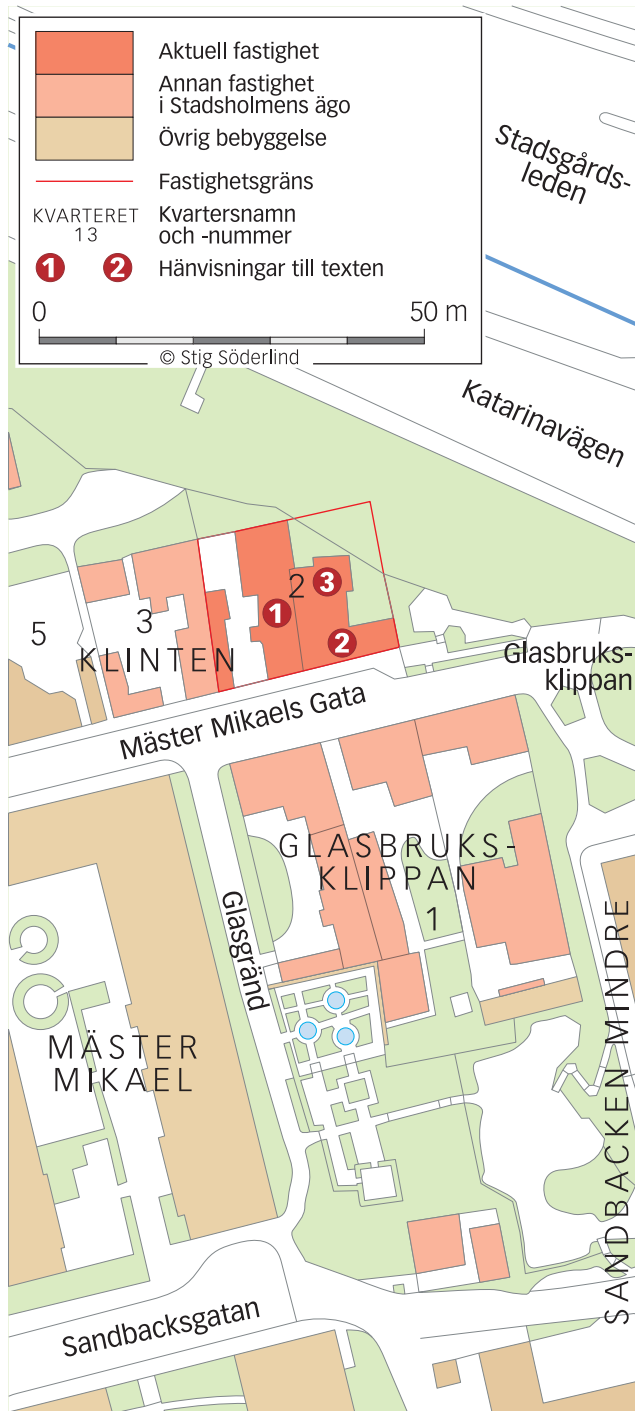 Aktuell fastighet
Annan fastighet
i Stadsholmens ägo
Övrig bebyggelse
Fastighetsgräns
KVARTERET
13
Kvartersnamn
och -nummer
1 2
Hänvisningar till texten
0 50 m
© Stig Söderlind
Stadsgårds-
leden
Katarinavägen
2
3
1
2
5
3
KLINTEN
Glasbruks-
klippan
Mäster Mikaels Gata
GLASBRUKS-
KLIPPAN
1
Glasgränd
MÄSTER
MIKAEL
SANDBACKEN MINDRE
Sandbacksgatan